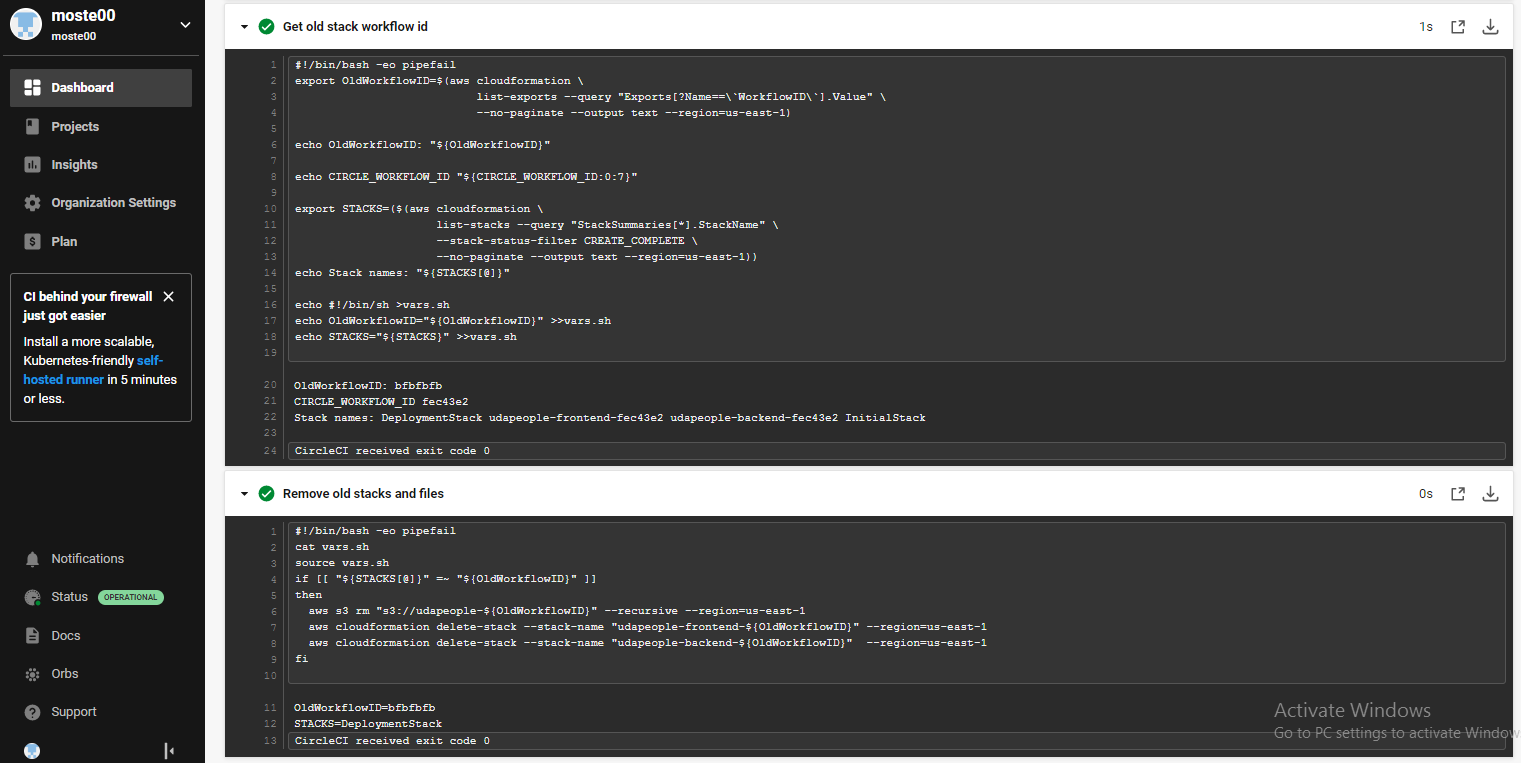 moste00
moste00
Dashboard
Projects
Insights
Organization Settings
Plan
CI behind your firewall
just got easier
Install a more scalable,
Kubernetes-friendly self-
hosted runner in 5 minutes
or less.
Notifications
Status OPERATIONAL
Docs
Orbs
Support
Get old stack workflow id 1s
1 #!/bin/bash -eo pipefail
2 export OldWorkflowID=$(aws cloudformation \
3 list-exports --query "Exports[?Name==\`WorkflowID\`].Value" \
4 --no-paginate --output text --region=us-east-1)
5
6 echo OldWorkflowID: "${OldWorkflowID}"
7
8 echo CIRCLE_WORKFLOW_ID "${CIRCLE_WORKFLOW_ID:0:7}"
9
10 export STACKS=($(aws cloudformation \
11 list-stacks --query "StackSummaries[*].StackName" \
12 --stack-status-filter CREATE_COMPLETE \
13 --no-paginate --output text --region=us-east-1))
14 echo Stack names: "${STACKS[@]}"
15
16 echo #!/bin/sh >vars.sh
17 echo OldWorkflowID="${OldWorkflowID}" >>vars.sh
18 echo STACKS="${STACKS}" >>vars.sh
19
20 OldWorkflowID: bfbfbfb
21 CIRCLE_WORKFLOW_ID fec43e2
22 Stack names: DeploymentStack udapeople-frontend-fec43e2 udapeople-backend-fec43e2 InitialStack
23
24 CircleCI received exit code 0
Remove old stacks and files 0s
1 #!/bin/bash -eo pipefail
2 cat vars.sh
3 source vars.sh
4 if [[ "${STACKS[@]}" =~ "${OldWorkflowID}" ]]
5 then
6 aws s3 rm "s3://udapeople-${OldWorkflowID}" --recursive --region=us-east-1
7 aws cloudformation delete-stack --stack-name "udapeople-frontend-${OldWorkflowID}" --region=us-east-1
8 aws cloudformation delete-stack --stack-name "udapeople-backend-${OldWorkflowID}" --region=us-east-1
9 fi
10
11 OldWorkflowID=bfbfbfb
12 STACKS=DeploymentStack
13 CircleCI received exit code 0
Activate Windows
Go to PC settings to activate Window